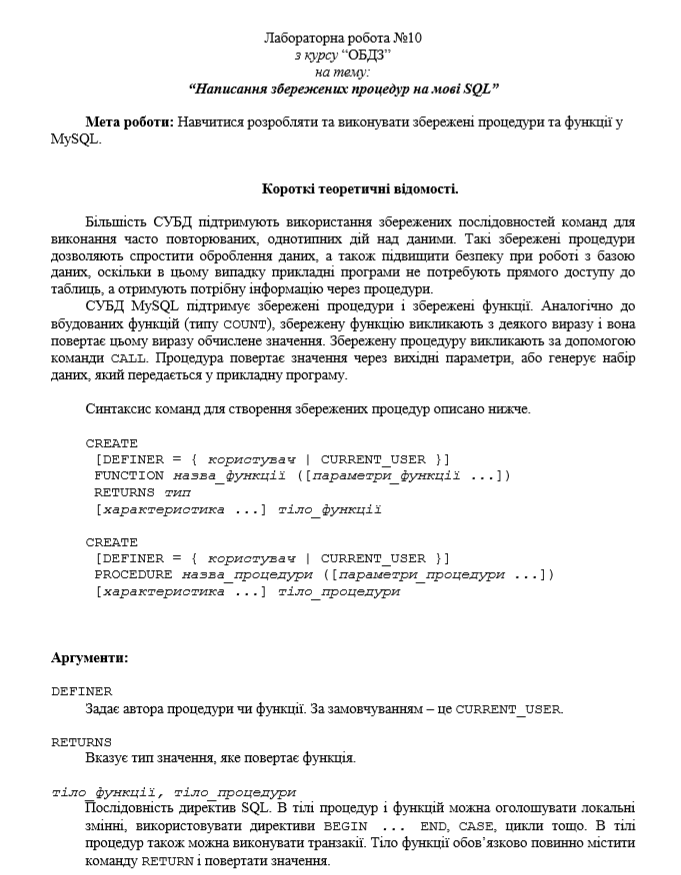 Лабораторна робота №10
з курсу “ОБДЗ”
на тему:
“Написання збережених процедур на мові SQL”
Мета роботи: Навчитися розробляти та виконувати збережені процедури та функції у
MySQL.
Короткі теоретичні відомості.
Більшість СУБД підтримують використання збережених послідовностей команд для
виконання часто повторюваних, однотипних дій над даними. Такі збережені процедури
дозволяють спростити оброблення даних, а також підвищити безпеку при роботі з базою
даних, оскільки в цьому випадку прикладні програми не потребують прямого доступу до
таблиць, а отримують потрібну інформацію через процедури.
СУБД MySQL підтримує збережені процедури і збережені функції. Аналогічно до
вбудованих функцій (типу COUNT), збережену функцію викликають з деякого виразу і вона
повертає цьому виразу обчислене значення. Збережену процедуру викликають за допомогою
команди CALL. Процедура повертає значення через вихідні параметри, або генерує набір
даних, який передається у прикладну програму.
Синтаксис команд для створення збережених процедур описано нижче.
CREATE
[DEFINER = { користувач | CURRENT_USER }]
FUNCTION назва_функції ([параметри_функції ...])
RETURNS тип
[характеристика ...] тіло_функції
CREATE
[DEFINER = { користувач | CURRENT_USER }]
PROCEDURE назва_процедури ([параметри_процедури ...])
[характеристика ...] тіло_процедури
Аргументи:
DEFINER
Задає автора процедури чи функції. За замовчуванням – це CURRENT_USER.
RETURNS
Вказує тип значення, яке повертає функція.
тіло_функції, тіло_процедури
Послідовність директив SQL. В тілі процедур і функцій можна оголошувати локальні
змінні, використовувати директиви BEGIN ... END, CASE, цикли тощо. В тілі
процедур також можна виконувати транзакії. Тіло функції обов’язково повинно містити
команду RETURN і повертати значення.